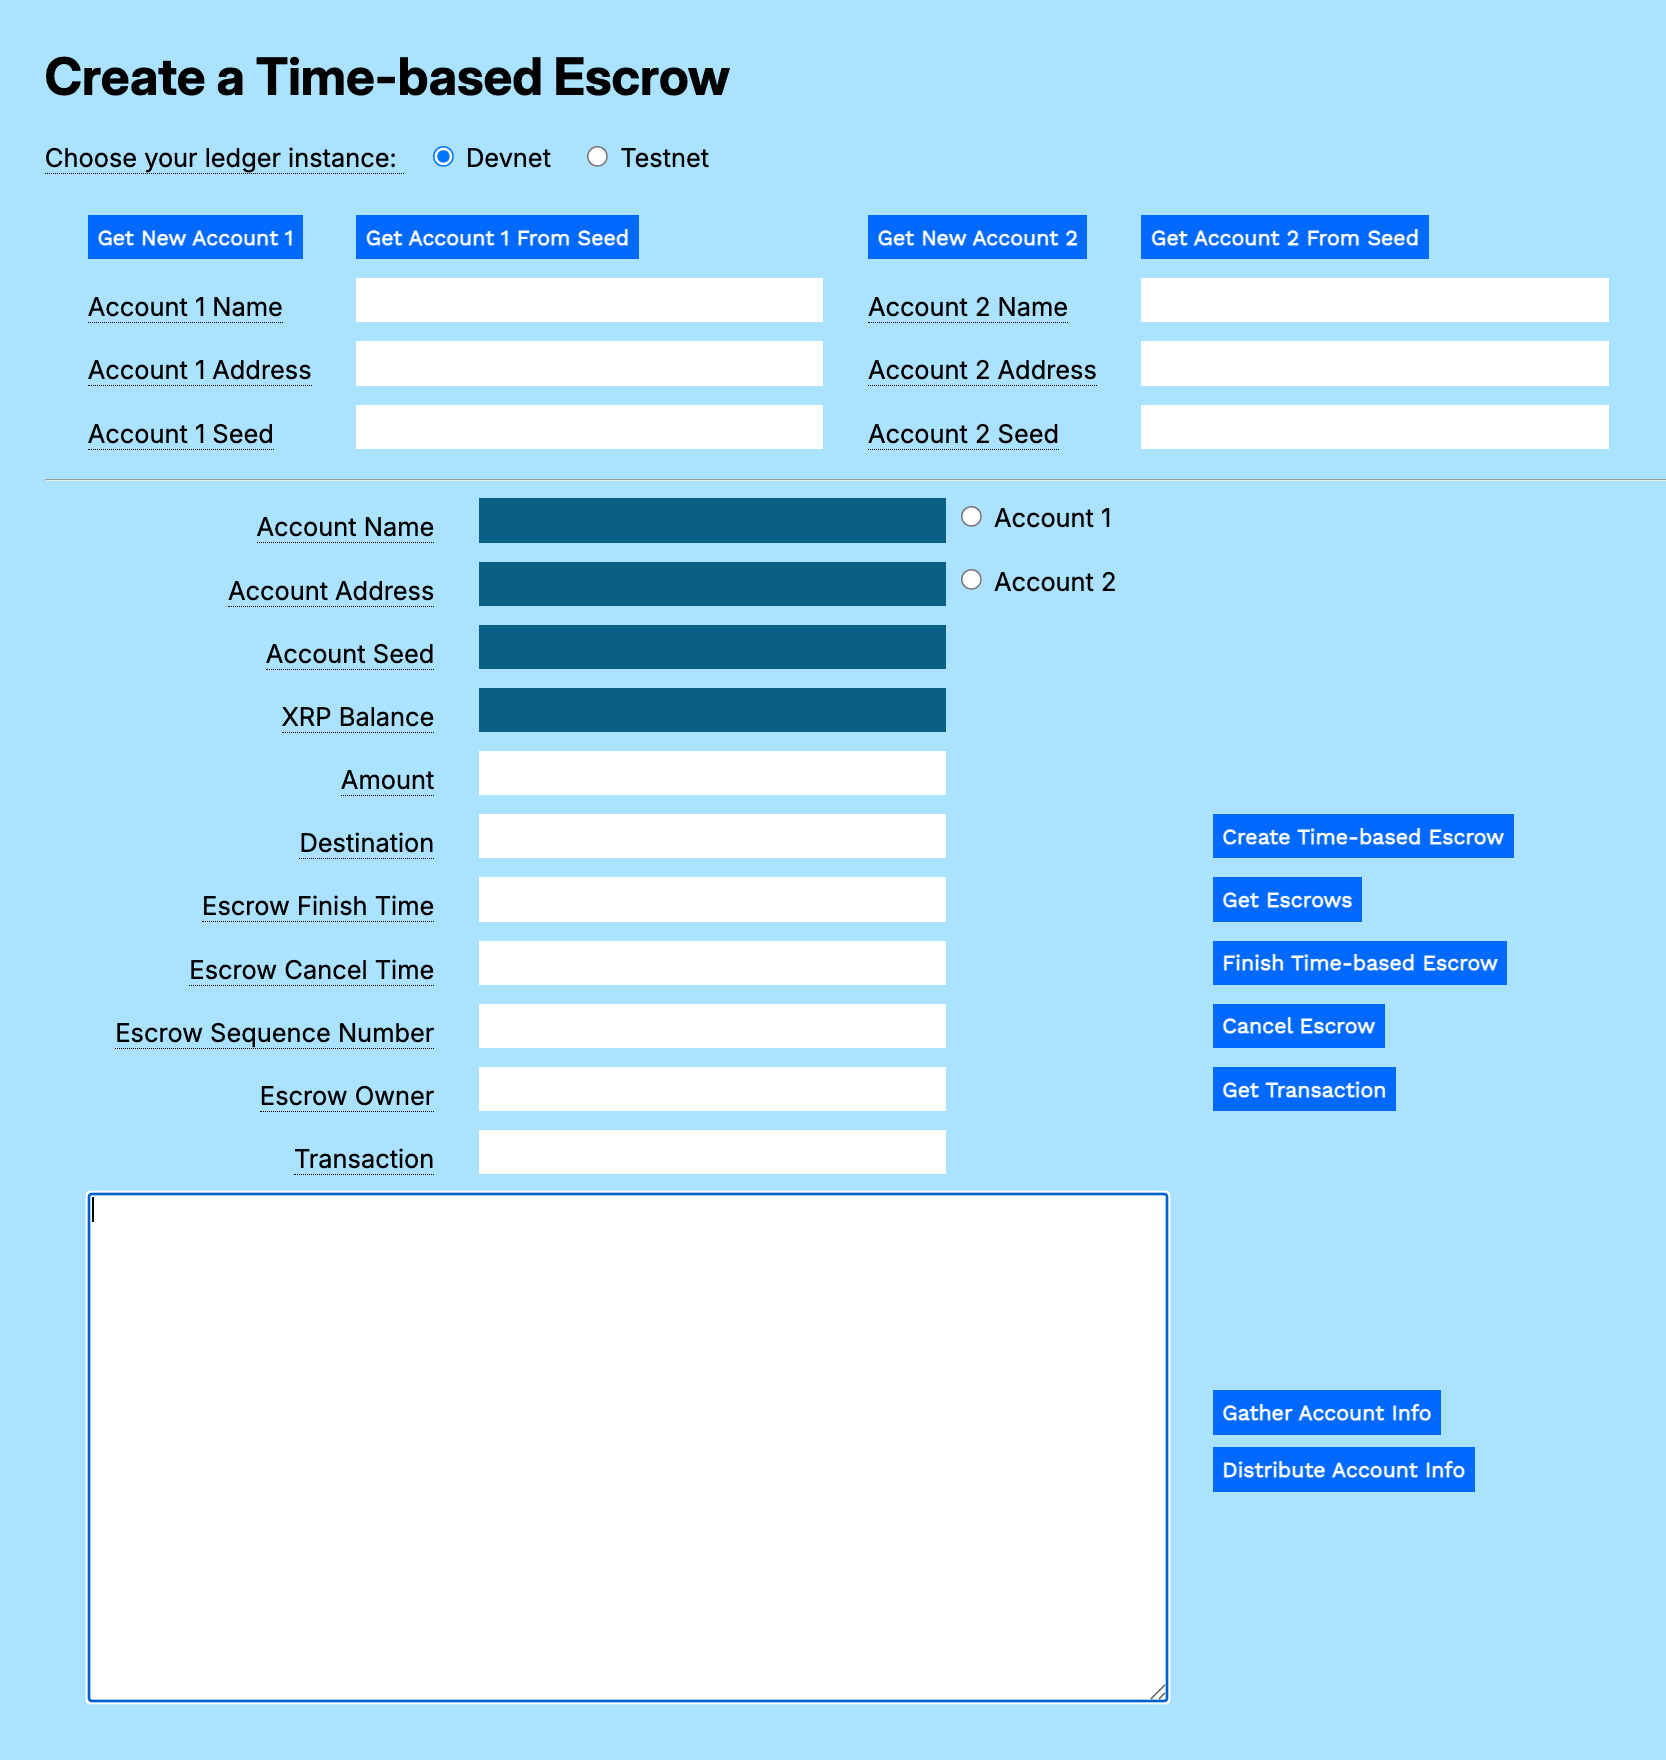 Create a Time-based Escrow
Choose your ledger instance: Devnet Testnet
Get New Account 1 Get Account 1 From Seed Get New Account 2 Get Account 2 From Seed
Account 1 Name Account 2 Name
Account 1 Address Account 2 Address
Account 1 Seed Account 2 Seed
Account Name Account 1
Account Address Account 2
Account Seed
XRP Balance
Amount
Destination Create Time-based Escrow
Escrow Finish Time Get Escrows
Escrow Cancel Time Finish Time-based Escrow
Escrow Sequence Number Cancel Escrow
Escrow Owner Get Transaction
Transaction
Gather Account Info
Distribute Account Info